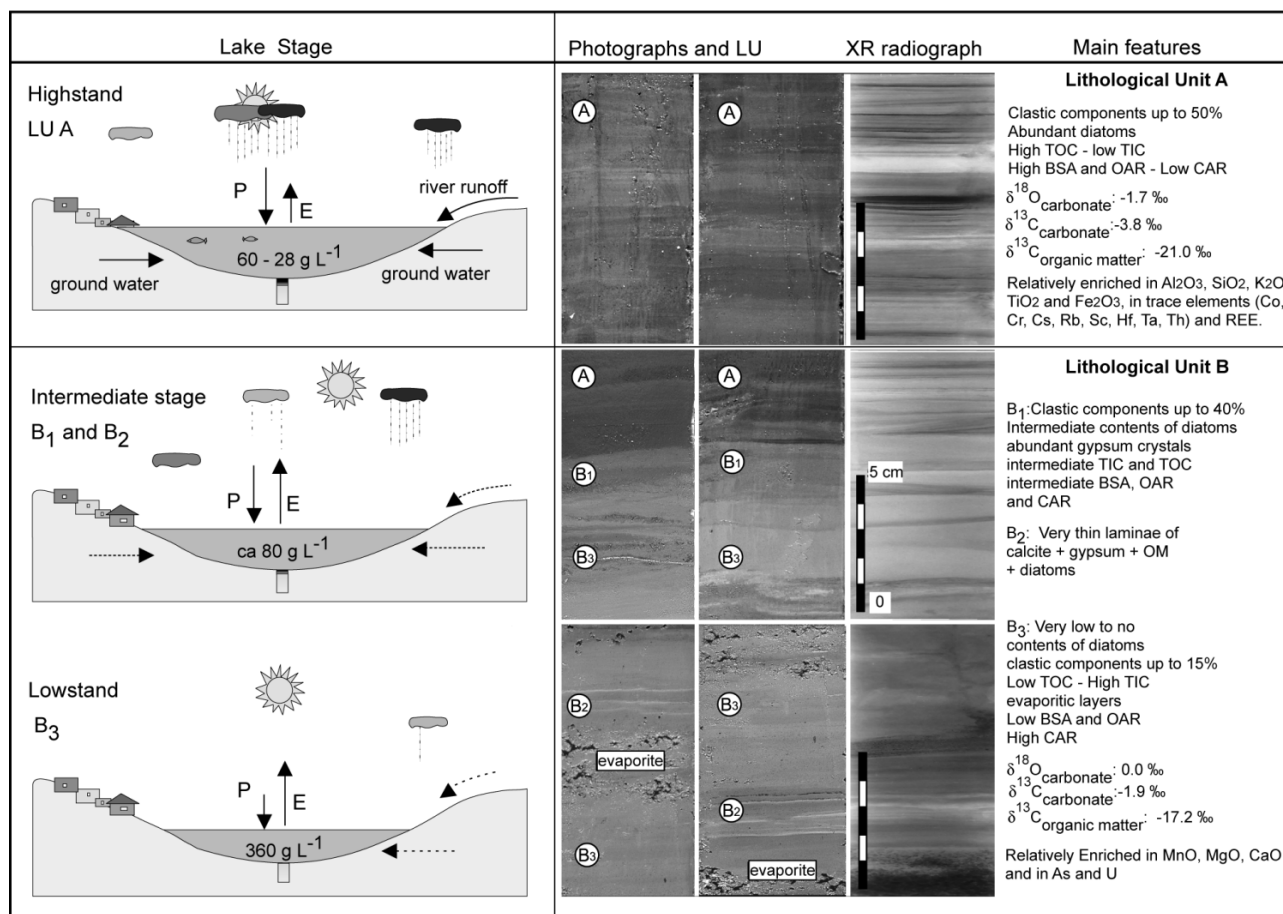 Lake Stage
Photographs and LU
XR radiograph
Main features
Highstand
LU A
P
E
river runoff
60 - 28 g L⁻¹
ground water
ground water
A
A
Lithological Unit A
Clastic components up to 50%
Abundant diatoms
High TOC - low TIC
High BSA and OAR - Low CAR
δ¹⁸Ocarbonate: -1.7 ‰
δ¹³Ccarbonate:-3.8 ‰
δ¹³Corganic matter: -21.0 ‰
Relatively enriched in Al2O3, SiO2, K2O
TiO2 and Fe2O3, in trace elements (Co,
Cr, Cs, Rb, Sc, Hf, Ta, Th) and REE.
Intermediate stage
B₁ and B₂
P
E
ca 80 g L⁻¹
A
A
B₁
B₁
B₃
B₃
5 cm
0
Lithological Unit B
B₁:Clastic components up to 40%
Intermediate contents of diatoms
abundant gypsum crystals
intermediate TIC and TOC
intermediate BSA, OAR
and CAR
B₂: Very thin laminae of
calcite + gypsum + OM
+ diatoms
Lowstand
B₃
P
E
360 g L⁻¹
B₂
B₃
evaporite
B₂
B₃
evaporite
B₃: Very low to no
contents of diatoms
clastic components up to 15%
Low TOC - High TIC
evaporitic layers
Low BSA and OAR
High CAR
δ¹⁸Ocarbonate: 0.0 ‰
δ¹³Ccarbonate:-1.9 ‰
δ¹³Corganic matter: -17.2 ‰
Relatively Enriched in MnO, MgO, CaO
and in As and U